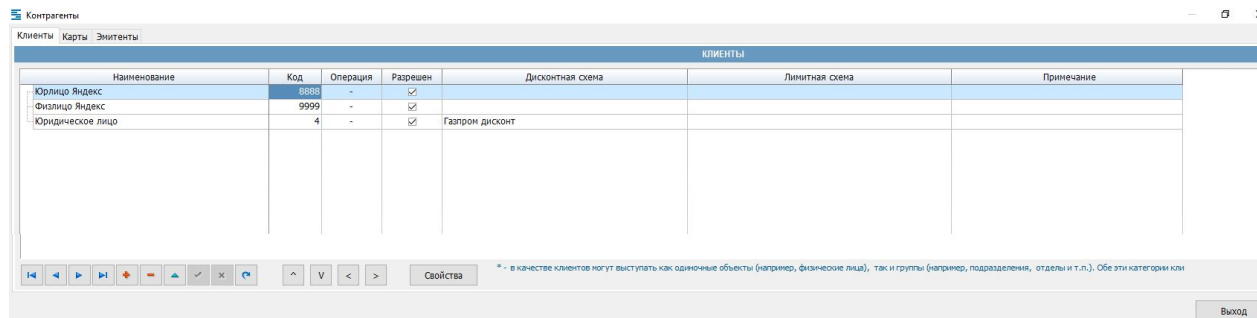 Контрагенты
Клиенты Карты Эмитенты
КЛИЕНТЫ
Наименование Код Операция Разрешен Дисконтная схема Лимитная схема Примечание
Юрлицо Яндекс 8888 -
Физлицо Яндекс 9999 -
Юридическое лицо 4 - Газпром дисконт
^ V < > Свойства * - в качестве клиентов могут выступать как одиночные объекты (например, физические лица), так и группы (например, подразделения, отделы и т.п.). Обе эти категории кли
Выход